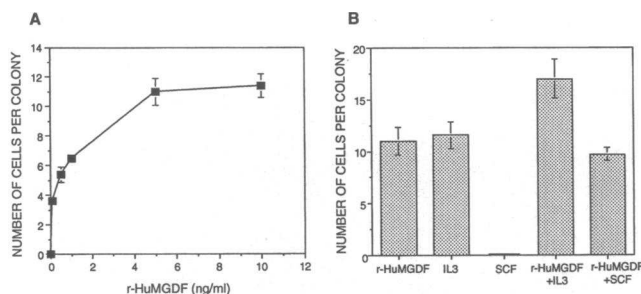 A
NUMBER OF CELLS PER COLONY
14
12
10
8
6
4
2
0
0 2 4 6 8 10 12
r-HuMGDF (ng/ml)
B
NUMBER OF CELLS PER COLONY
20
15
10
5
0
r-HuMGDF IL3 SCF r-HuMGDF r-HuMGDF
+IL3 +SCF